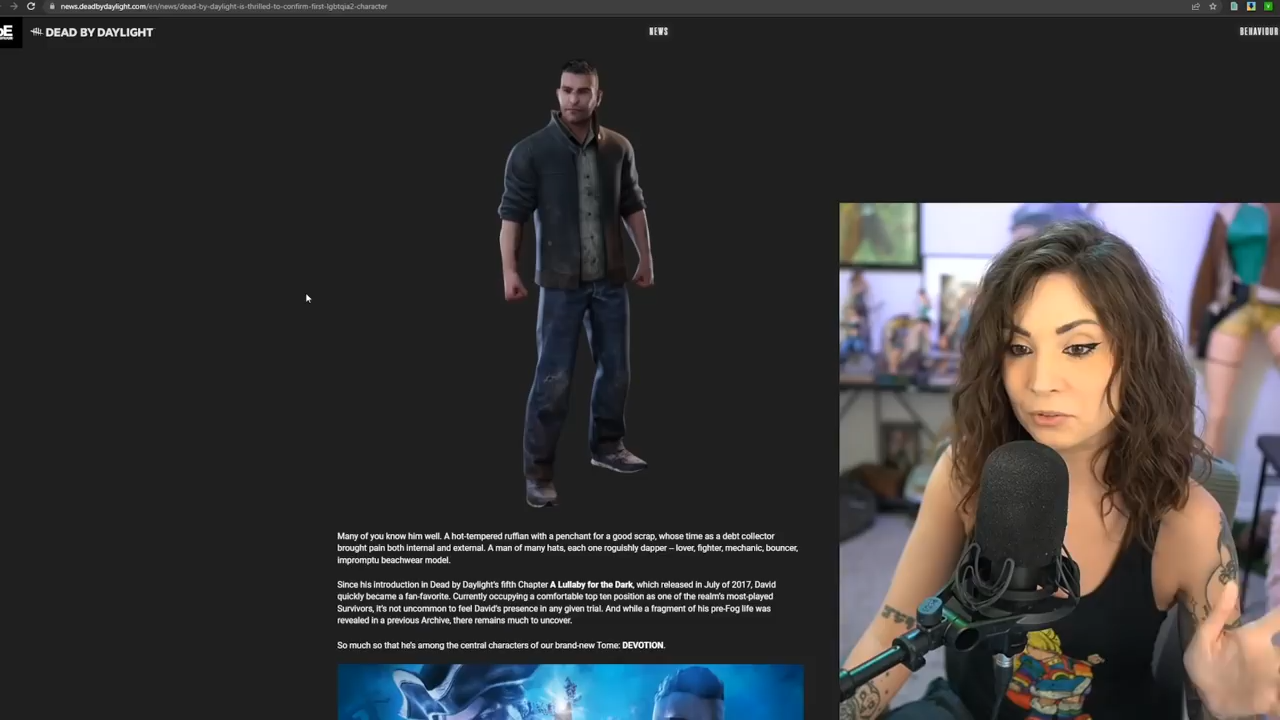 news.deadbydaylight.com/en/news/dead-by-daylight-is-thrilled-to-confirm-first-lgbtqia2-character
DEAD BY DAYLIGHT
NEWS
BEHAVIOUR
Many of you know him well. A hot-tempered ruffian with a penchant for a good scrap, whose time as a debt collector
brought pain both internal and external. A man of many hats, each one roguishly dapper – lover, fighter, mechanic, bouncer,
impromptu beachwear model.
Since his introduction in Dead by Daylight's fifth Chapter A Lullaby for the Dark, which released in July of 2017, David
quickly became a fan-favorite. Currently occupying a comfortable top ten position as one of the realm's most-played
Survivors, it's not uncommon to feel David's presence in any given trial. And while a fragment of his pre-Fog life was
revealed in a previous Archive, there remains much to uncover.
So much so that he's among the central characters of our brand-new Tome: DEVOTION.